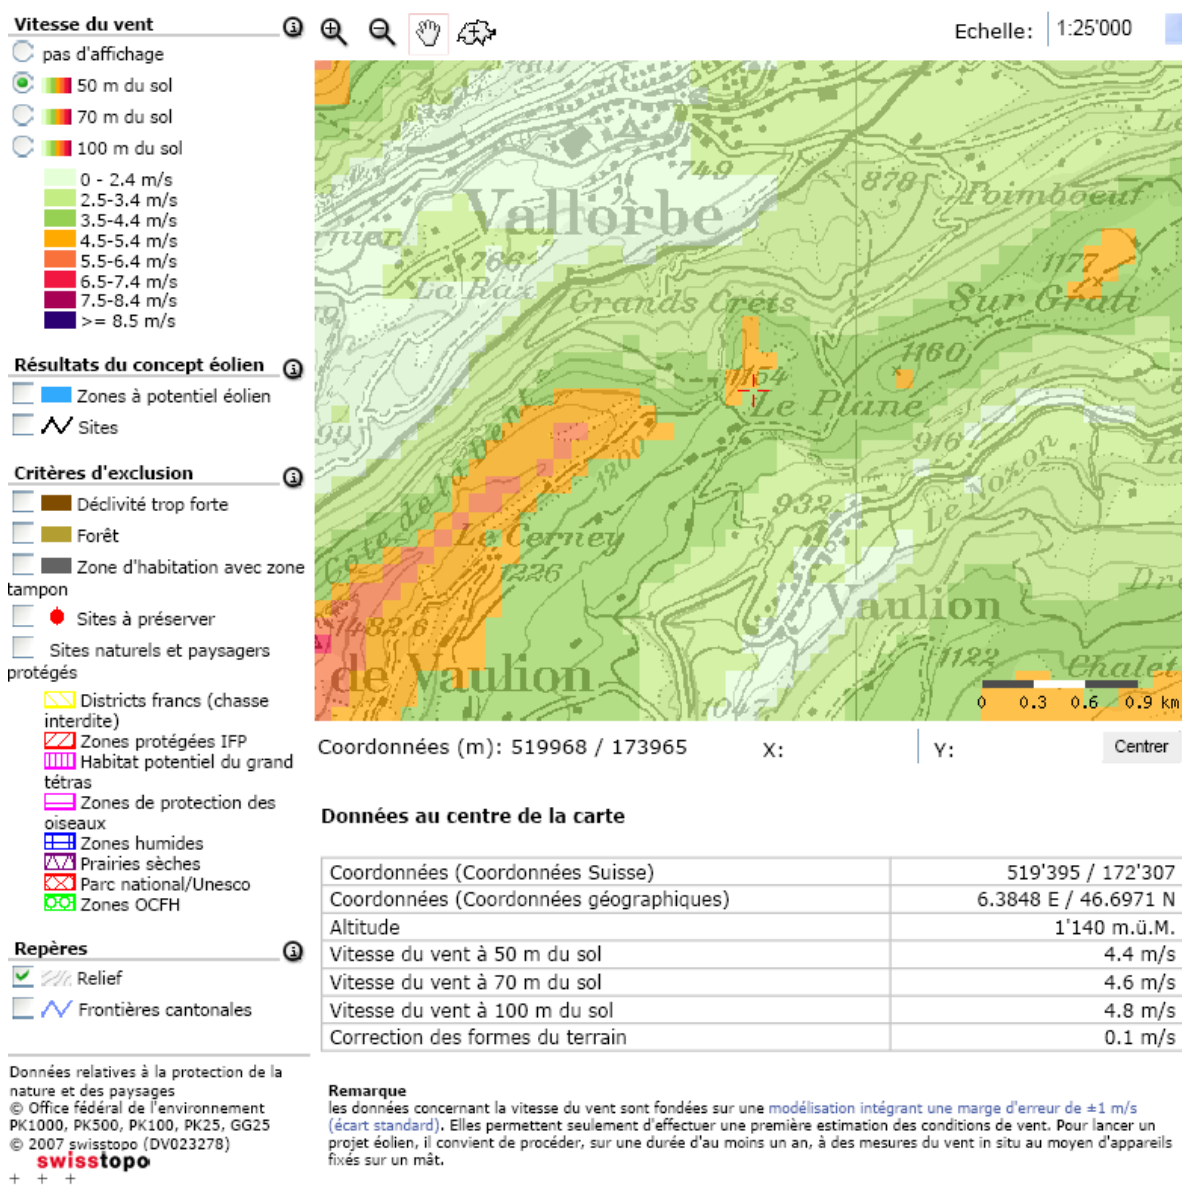 Vitesse du vent
pas d'affichage
50 m du sol
70 m du sol
100 m du sol
0 - 2.4 m/s
2.5-3.4 m/s
3.5-4.4 m/s
4.5-5.4 m/s
5.5-6.4 m/s
6.5-7.4 m/s
7.5-8.4 m/s
>= 8.5 m/s
Résultats du concept éolien
Zones à potentiel éolien
Sites
Critères d'exclusion
Déclivité trop forte
Forêt
Zone d'habitation avec zone
tampon
Sites à préserver
Sites naturels et paysagers
protégés
Districts francs (chasse
interdite)
Zones protégées IFP
Habitat potentiel du grand
tétras
Zones de protection des
oiseaux
Zones humides
Prairies sèches
Parc national/Unesco
Zones OCFH
Repères
Relief
Frontières cantonales
Données relatives à la protection de la
nature et des paysages
© Office fédéral de l'environnement
PK1000, PK500, PK100, PK25, GG25
© 2007 swisstopo (DV023278)
swisstopo
Echelle: 1:25'000
749
878
Poimboeuf
Vallorbe
766
La Rax
1177
Grands Crêts
Sur Grati
1160
1154
Le Plane
916
1200
Côte de la Dent
932
Le Nozon
Le Cerney
1226
Vaulion
1482.6
de Vaulion
1122
Chalet
1047
0 0.3 0.6 0.9 km
Coordonnées (m): 519968 / 173965
X:
Y:
Centrer
Données au centre de la carte
Coordonnées (Coordonnées Suisse) 519'395 / 172'307
Coordonnées (Coordonnées géographiques) 6.3848 E / 46.6971 N
Altitude 1'140 m.ü.M.
Vitesse du vent à 50 m du sol 4.4 m/s
Vitesse du vent à 70 m du sol 4.6 m/s
Vitesse du vent à 100 m du sol 4.8 m/s
Correction des formes du terrain 0.1 m/s
Remarque
les données concernant la vitesse du vent sont fondées sur une modélisation intégrant une marge d'erreur de ±1 m/s
(écart standard). Elles permettent seulement d'effectuer une première estimation des conditions de vent. Pour lancer un
projet éolien, il convient de procéder, sur une durée d'au moins un an, à des mesures du vent in situ au moyen d'appareils
fixés sur un mât.